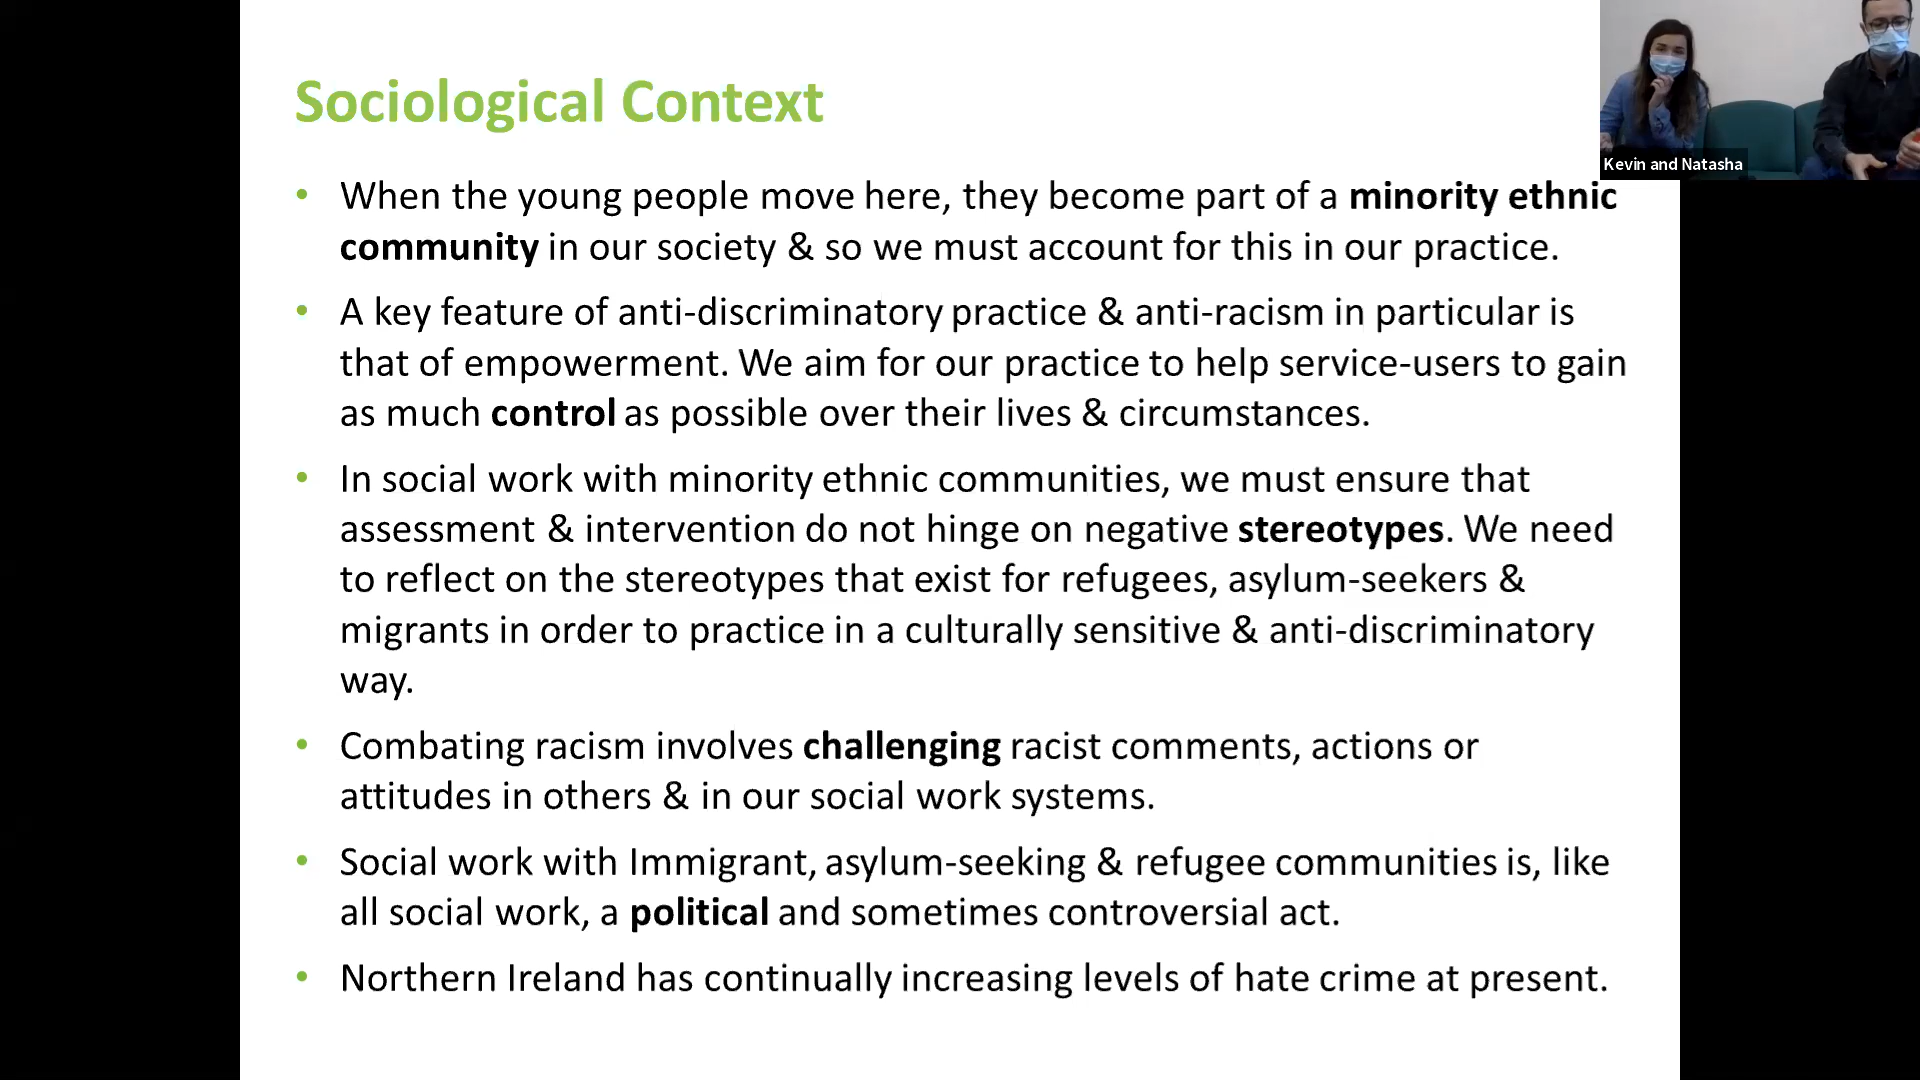 Sociological Context
Kevin and Natasha
• When the young people move here, they become part of a minority ethnic
community in our society & so we must account for this in our practice.
• A key feature of anti-discriminatory practice & anti-racism in particular is
that of empowerment. We aim for our practice to help service-users to gain
as much control as possible over their lives & circumstances.
• In social work with minority ethnic communities, we must ensure that
assessment & intervention do not hinge on negative stereotypes. We need
to reflect on the stereotypes that exist for refugees, asylum-seekers &
migrants in order to practice in a culturally sensitive & anti-discriminatory
way.
• Combating racism involves challenging racist comments, actions or
attitudes in others & in our social work systems.
• Social work with Immigrant, asylum-seeking & refugee communities is, like
all social work, a political and sometimes controversial act.
• Northern Ireland has continually increasing levels of hate crime at present.